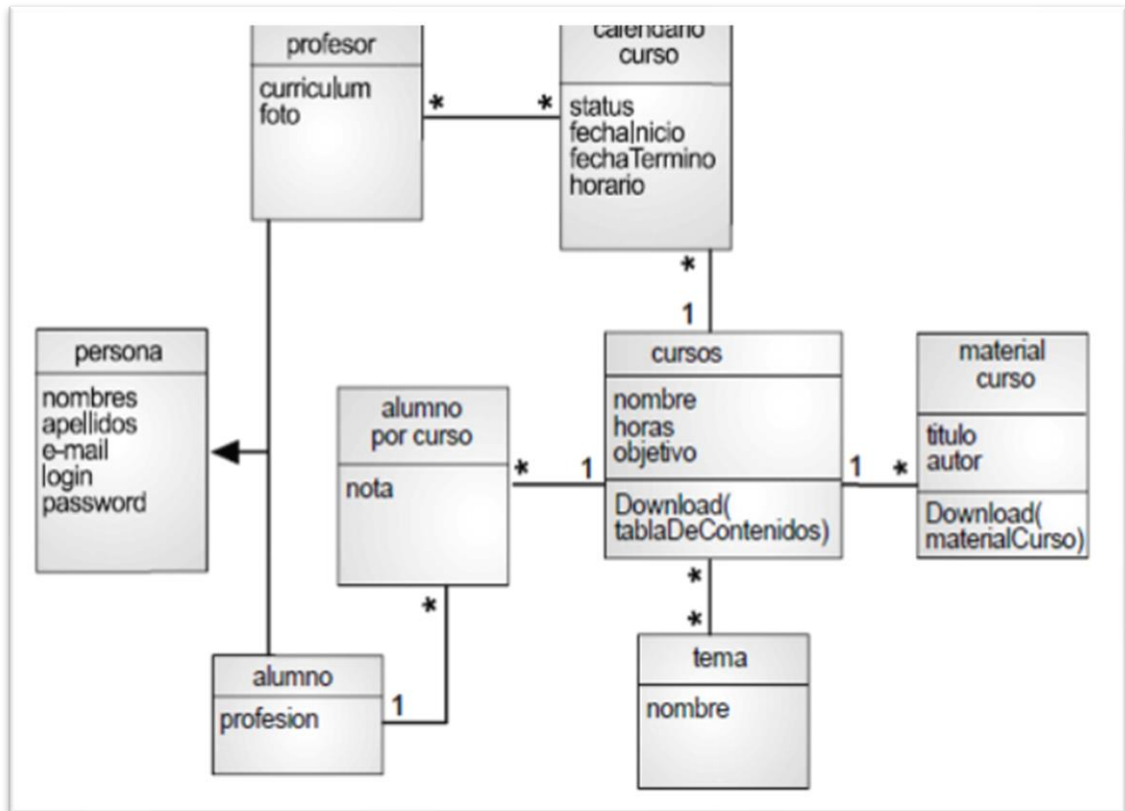 profesor
curriculum
foto
*
*
calendario
curso
status
fechaInicio
fechaTermino
horario
*
1
persona
nombres
apellidos
e-mail
login
password
alumno
por curso
nota
*
1
cursos
nombre
horas
objetivo
Download(
tablaDeContenidos)
1
*
material
curso
titulo
autor
Download(
materialCurso)
*
*
*
alumno
profesion
1
tema
nombre